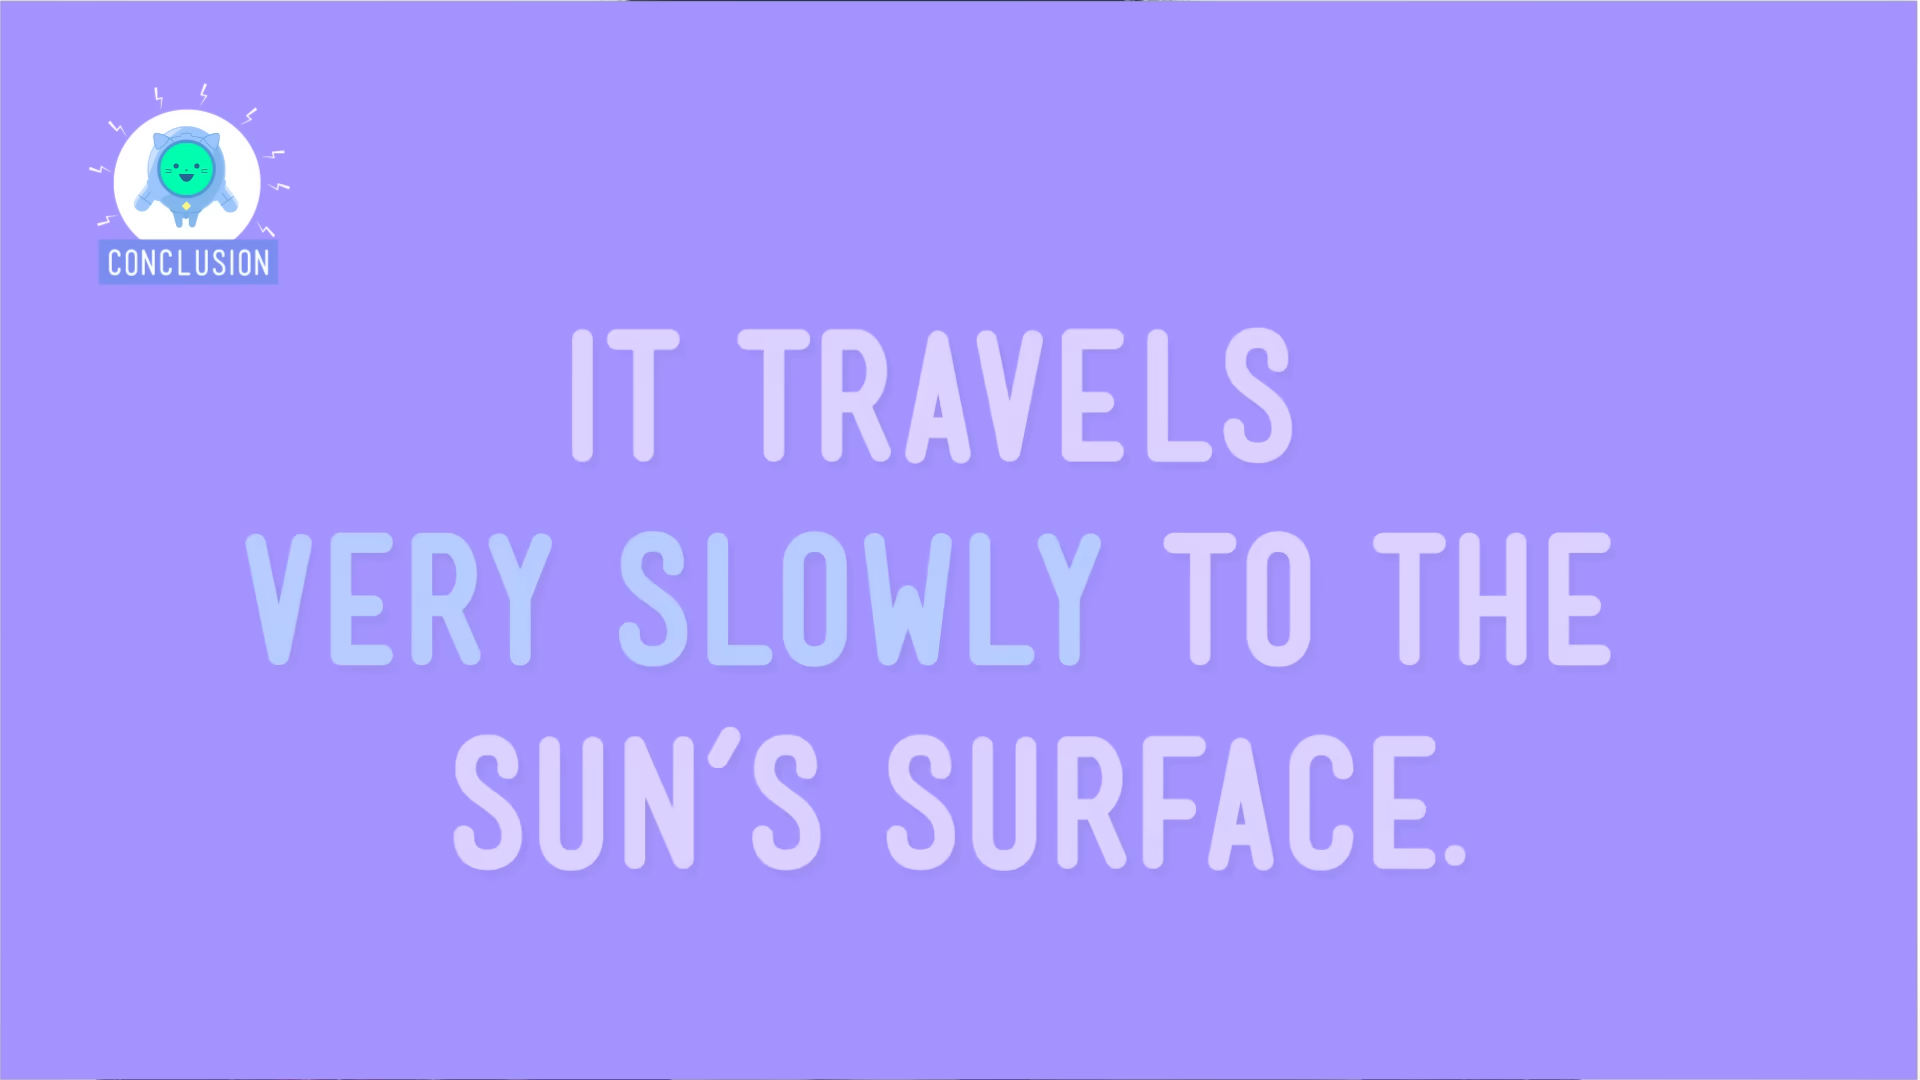 CONCLUSION
IT TRAVELS
VERY SLOWLY TO THE
SUN'S SURFACE.